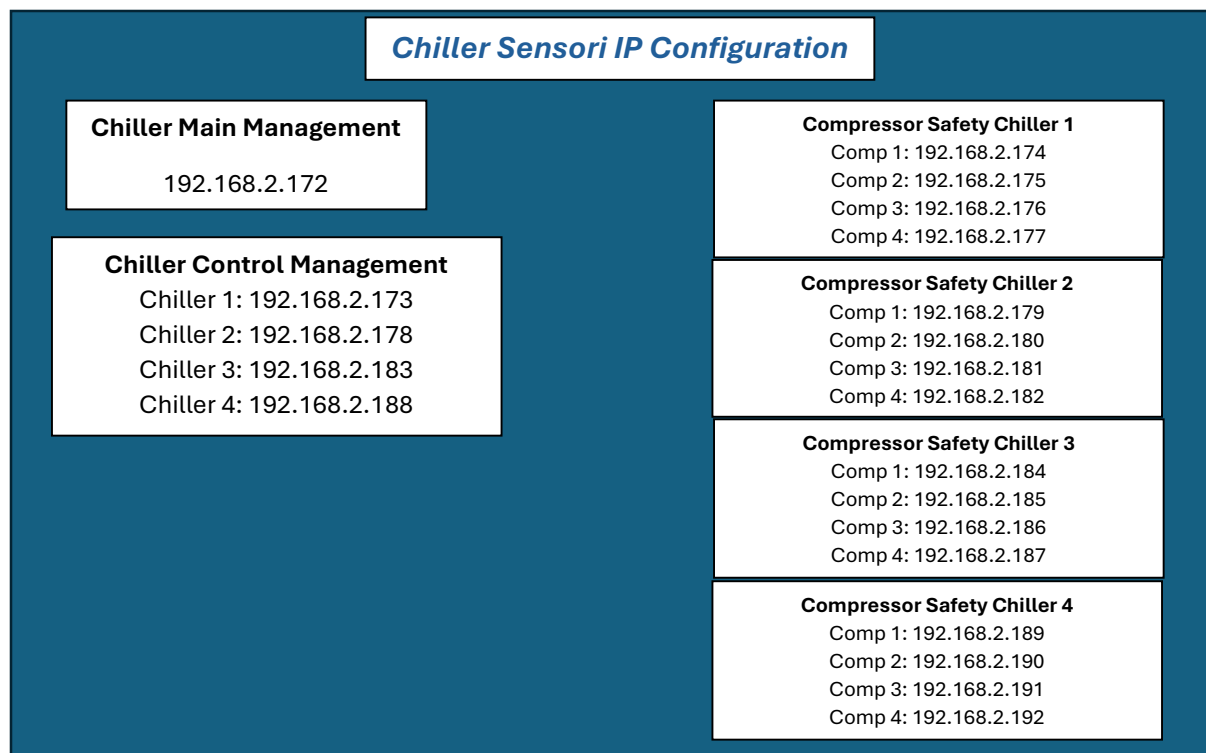 Chiller Sensori IP Configuration
Chiller Main Management
192.168.2.172
Chiller Control Management
Chiller 1: 192.168.2.173
Chiller 2: 192.168.2.178
Chiller 3: 192.168.2.183
Chiller 4: 192.168.2.188
Compressor Safety Chiller 1
Comp 1: 192.168.2.174
Comp 2: 192.168.2.175
Comp 3: 192.168.2.176
Comp 4: 192.168.2.177
Compressor Safety Chiller 2
Comp 1: 192.168.2.179
Comp 2: 192.168.2.180
Comp 3: 192.168.2.181
Comp 4: 192.168.2.182
Compressor Safety Chiller 3
Comp 1: 192.168.2.184
Comp 2: 192.168.2.185
Comp 3: 192.168.2.186
Comp 4: 192.168.2.187
Compressor Safety Chiller 4
Comp 1: 192.168.2.189
Comp 2: 192.168.2.190
Comp 3: 192.168.2.191
Comp 4: 192.168.2.192